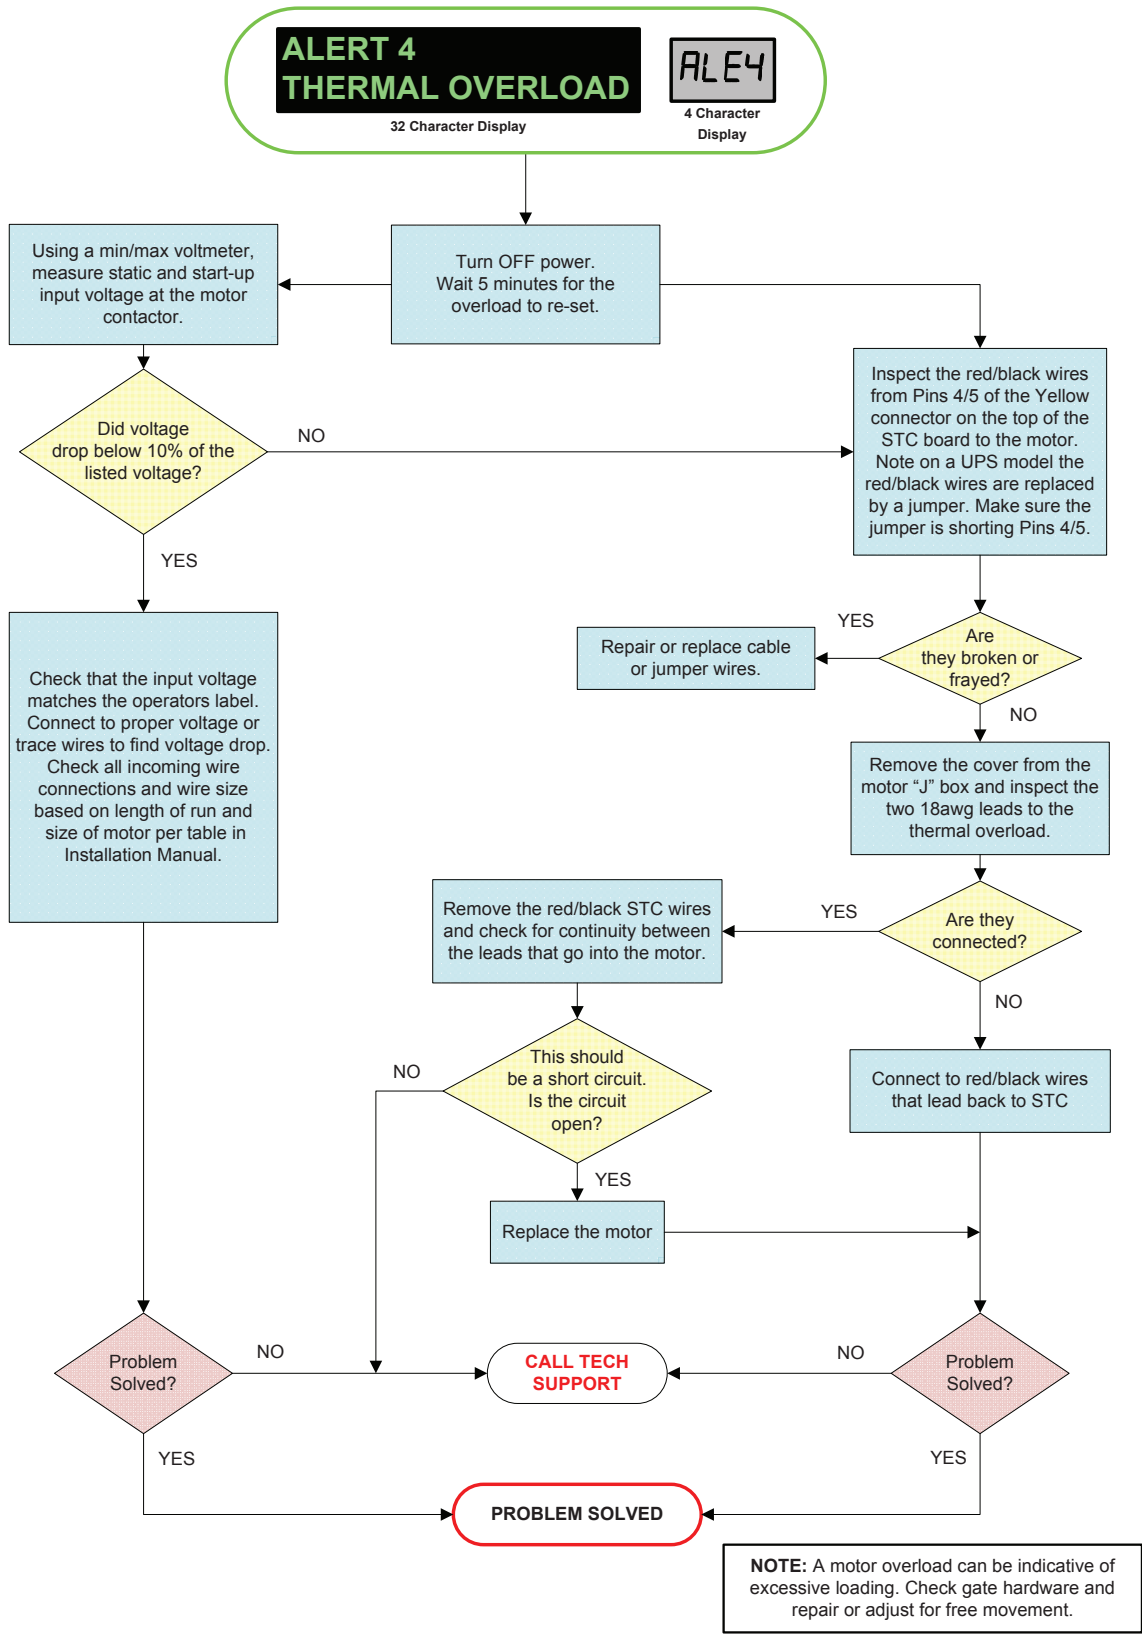 ALERT 4
THERMAL OVERLOAD
32 Character Display
ALE4
4 Character
Display
Turn OFF power.
Wait 5 minutes for the
overload to re-set.
Using a min/max voltmeter,
measure static and start-up
input voltage at the motor
contactor.
Did voltage
drop below 10% of the
listed voltage?
NO
YES
Inspect the red/black wires
from Pins 4/5 of the Yellow
connector on the top of the
STC board to the motor.
Note on a UPS model the
red/black wires are replaced
by a jumper. Make sure the
jumper is shorting Pins 4/5.
Check that the input voltage
matches the operators label.
Connect to proper voltage or
trace wires to find voltage drop.
Check all incoming wire
connections and wire size
based on length of run and
size of motor per table in
Installation Manual.
Are
they broken or
frayed?
YES
Repair or replace cable
or jumper wires.
NO
Remove the cover from the
motor “J” box and inspect the
two 18awg leads to the
thermal overload.
Are they
connected?
YES
Remove the red/black STC wires
and check for continuity between
the leads that go into the motor.
NO
Connect to red/black wires
that lead back to STC
This should
be a short circuit.
Is the circuit
open?
NO
YES
Replace the motor
Problem
Solved?
NO
YES
CALL TECH
SUPPORT
Problem
Solved?
NO
YES
PROBLEM SOLVED
NOTE: A motor overload can be indicative of
excessive loading. Check gate hardware and
repair or adjust for free movement.